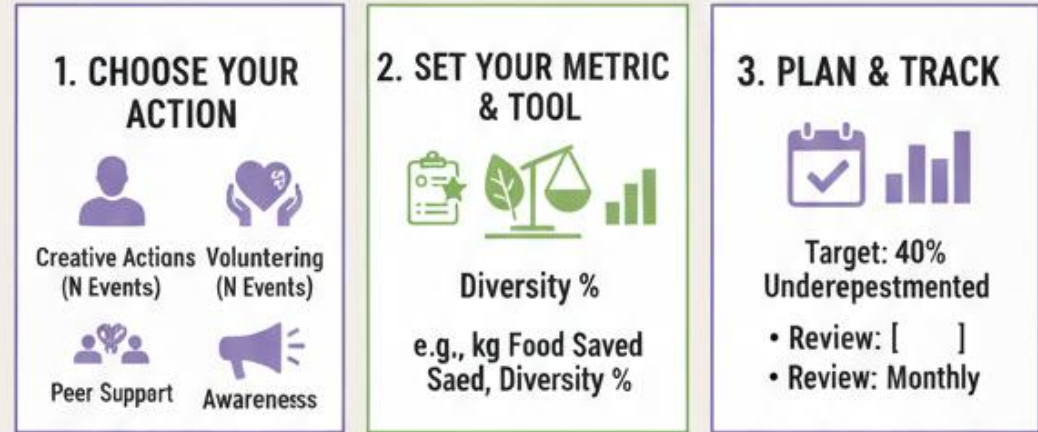 1. CHOOSE YOUR
ACTION
Creative Actions
(N Events)
Voluntering
(N Events)
Peer Support
Awarenesss
2. SET YOUR METRIC
& TOOL
Diversity %
e.g., kg Food Saved
Saed, Diversity %
3. PLAN & TRACK
Target: 40%
Underepestmented
• Review: [ ]
• Review: Monthly